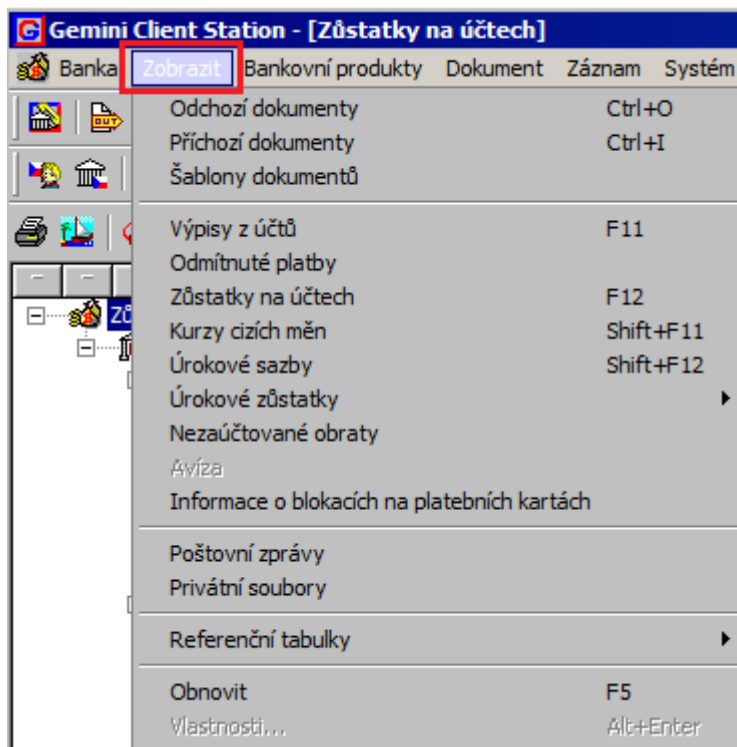 Gemini Client Station - [Zůstatky na účtech]
Banka Zobrazit Bankovní produkty Dokument Záznam Systém
Odchozí dokumenty Ctrl+O
Příchozí dokumenty Ctrl+I
Šablony dokumentů
Výpisy z účtů F11
Odmítnuté platby
Zůstatky na účtech F12
Kurzy cizích měn Shift+F11
Úrokové sazby Shift+F12
Úrokové zůstatky
Nezaúčtované obraty
Avíza
Informace o blokacích na platebních kartách
Poštovní zprávy
Privátní soubory
Referenční tabulky
Obnovit F5
Vlastnosti... Alt+Enter